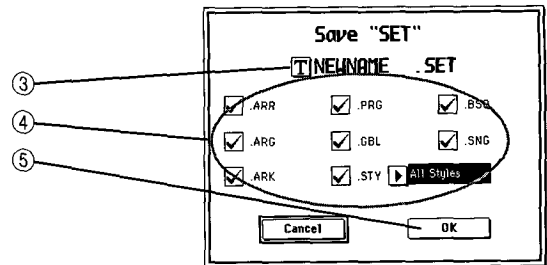 Save "SET"
③ T NEWNAME .SET
.ARR .PRG .BSQ
④ .ARG .GBL .SNG
⑤ .ARK .STY All Styles
Cancel OK